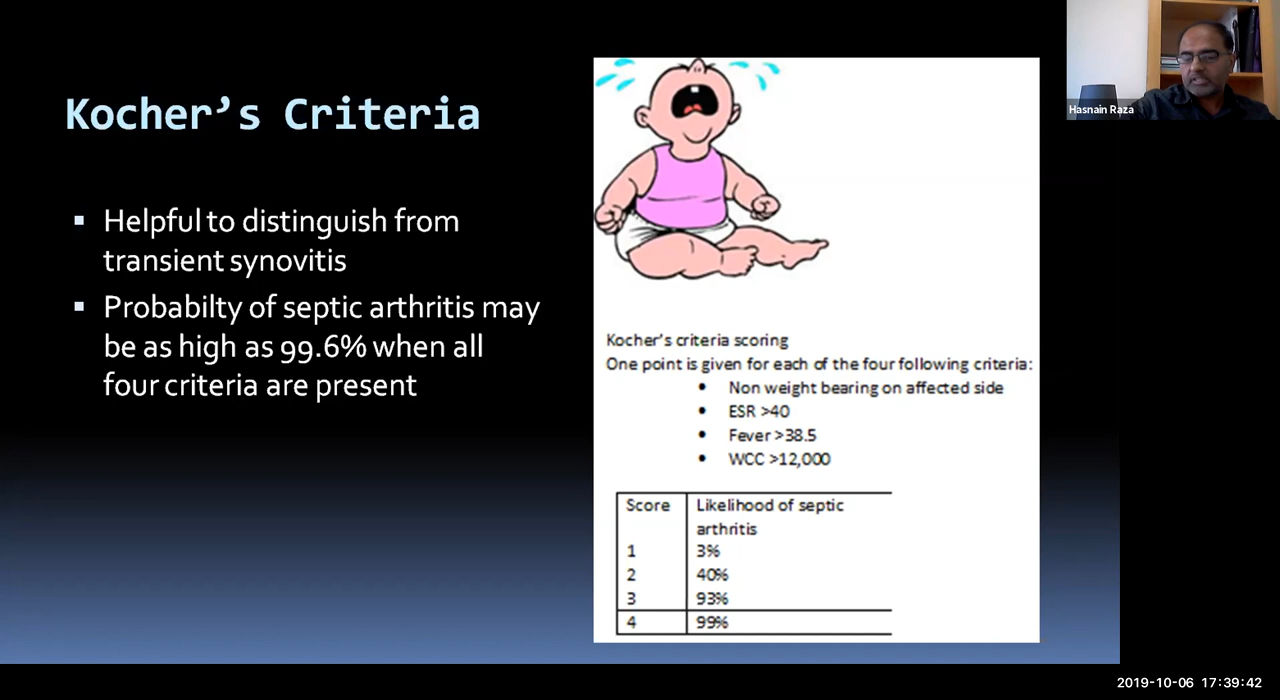 Kocher’s Criteria
▪ Helpful to distinguish from
transient synovitis
▪ Probabilty of septic arthritis may
be as high as 99.6% when all
four criteria are present
Kocher's criteria scoring
One point is given for each of the four following criteria:
• Non weight bearing on affected side
• ESR >40
• Fever >38.5
• WCC >12,000
Score Likelihood of septic
arthritis
1 3%
2 40%
3 93%
4 99%
Hasnain Raza
2019-10-06 17:39:42